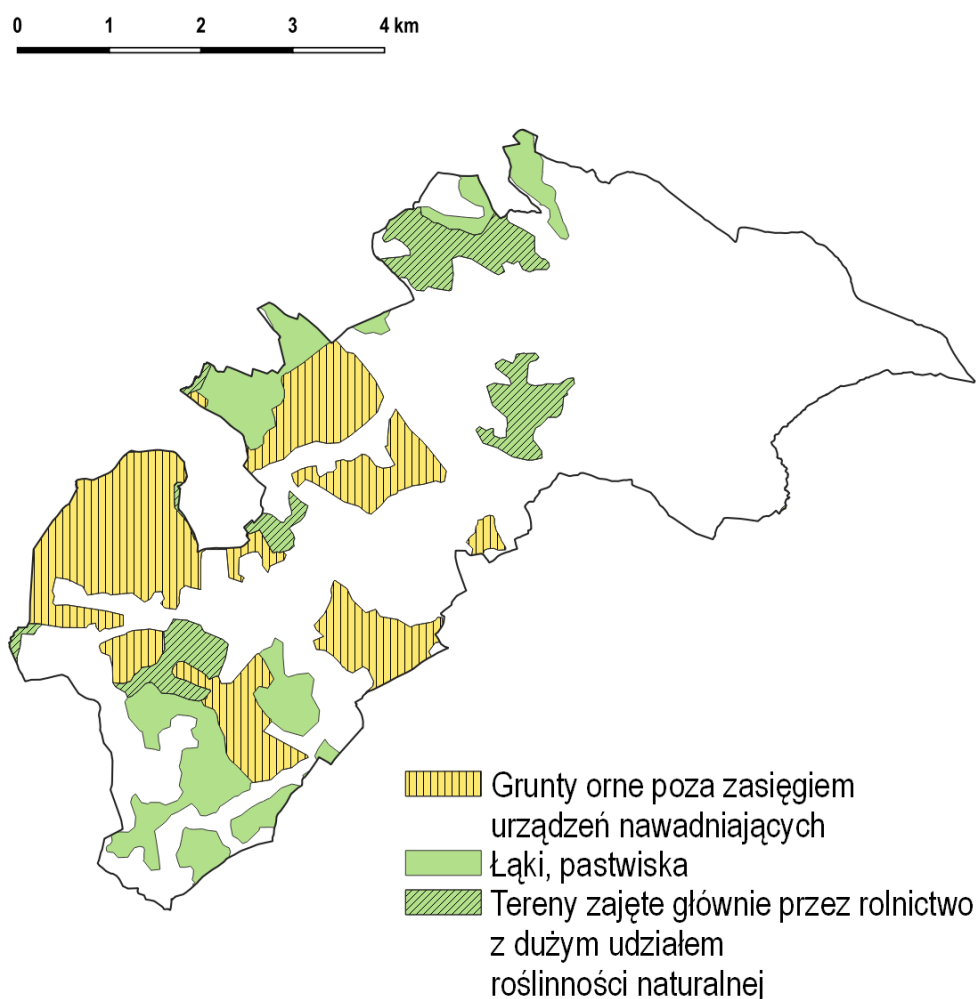 0 1 2 3 4 km
Grunty orne poza zasięgiem
urządzeń nawadniających
Łąki, pastwiska
Tereny zajęte głównie przez rolnictwo
z dużym udziałem
roślinności naturalnej